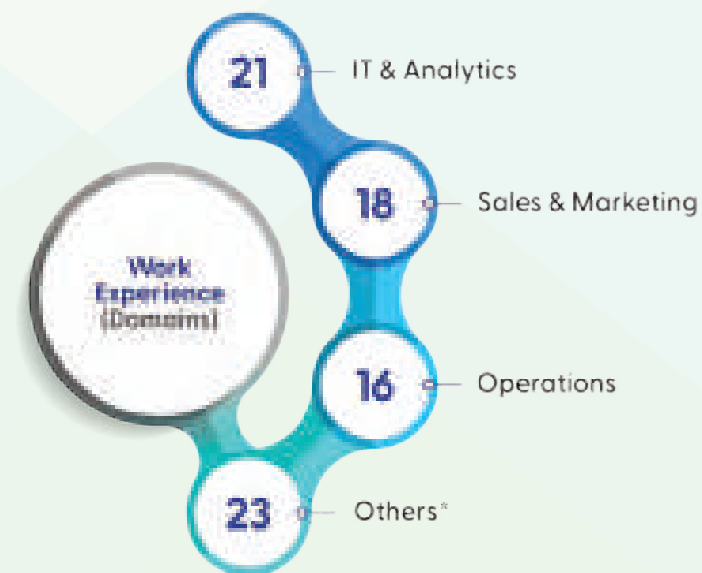 21
IT & Analytics
18
Sales & Marketing
Work
Experience
(Domains)
16
Operations
23
Others*